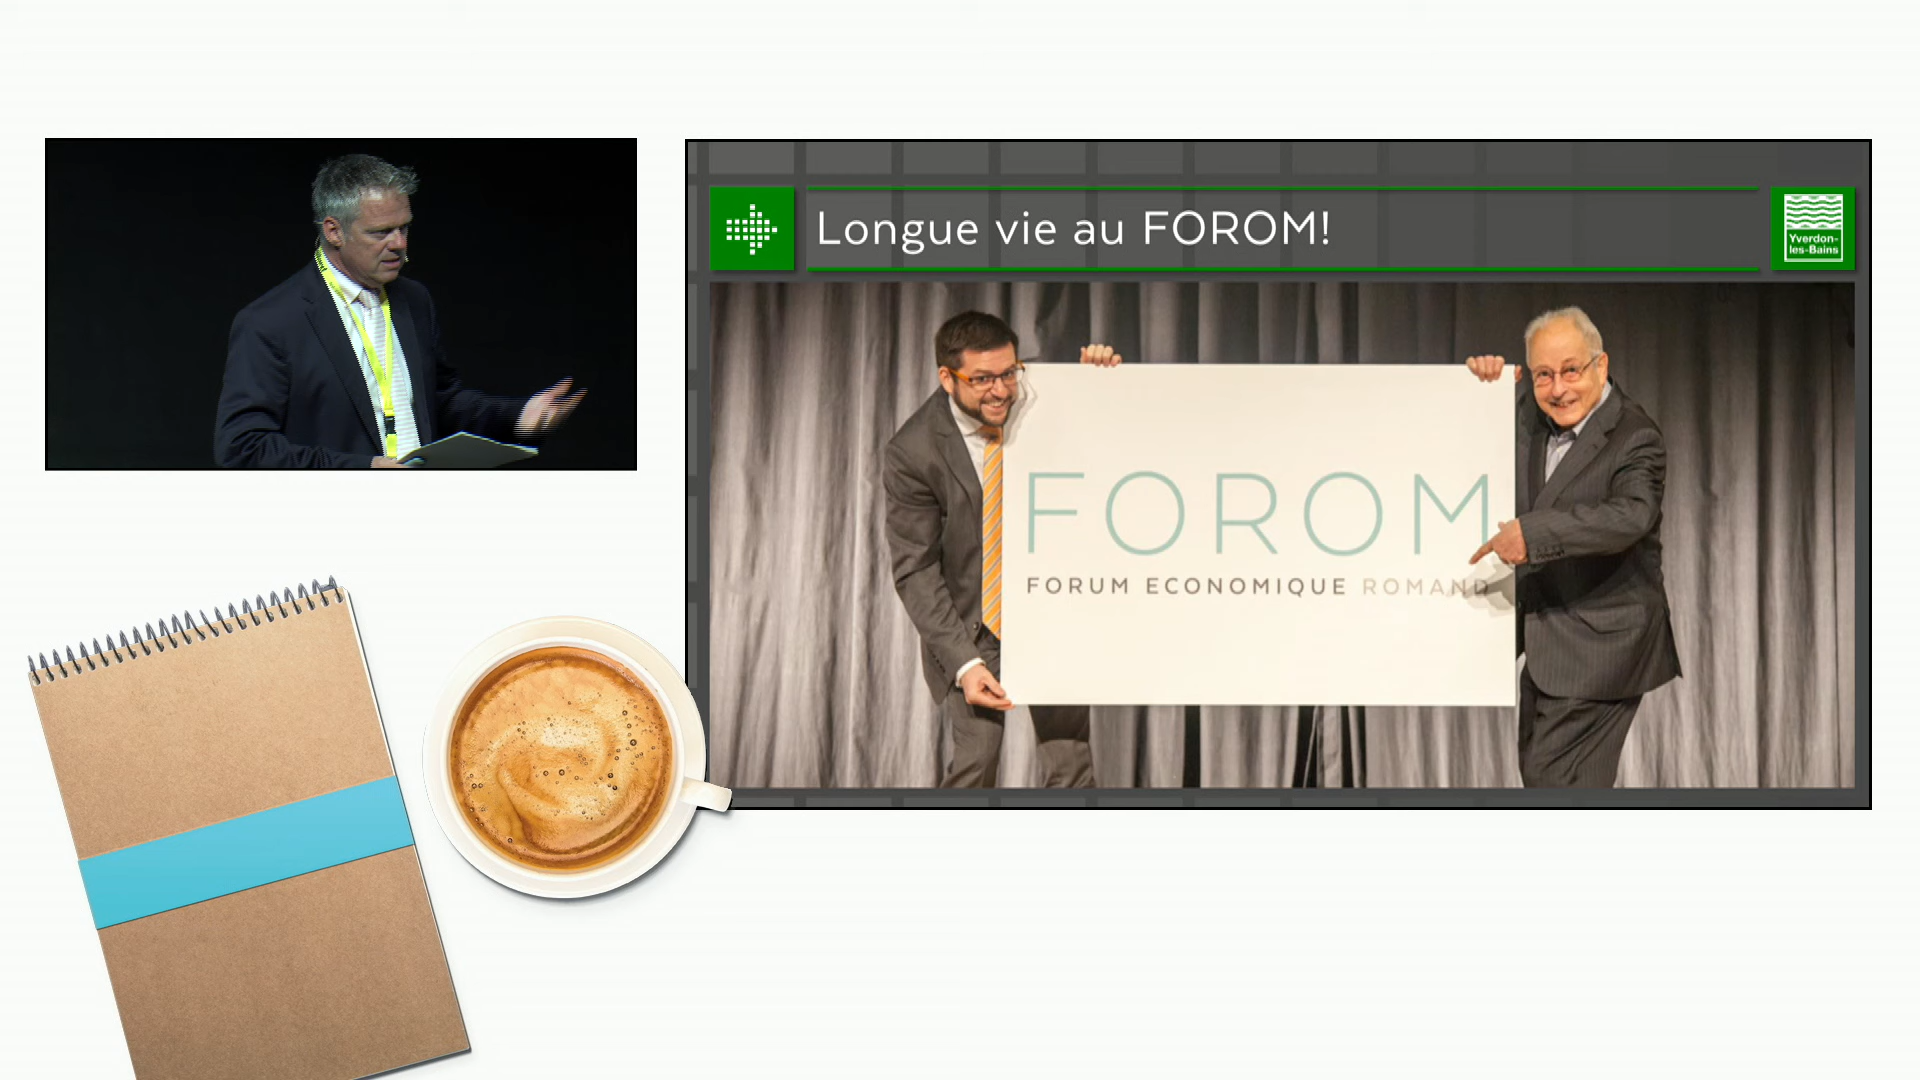 Longue vie au FOROM!
Yverdon-
les-Bains
FOROM
FORUM ECONOMIQUE ROMAND